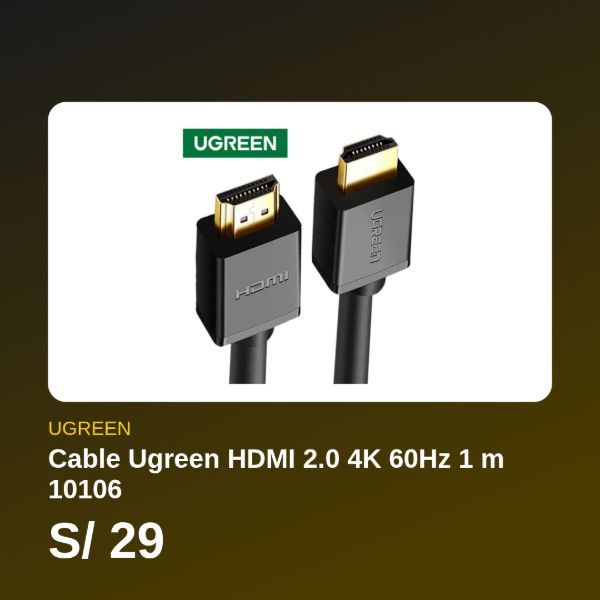 UGREEN
UGREEN
HDMI
UGREEN
Cable Ugreen HDMI 2.0 4K 60Hz 1 m
10106
S/ 29